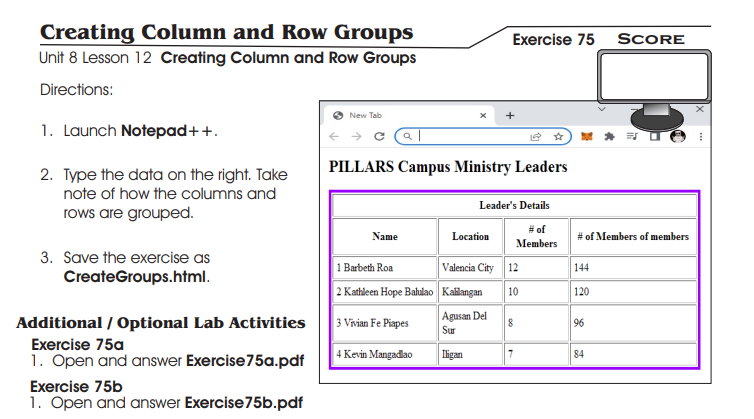 Creating Column and Row Groups
Exercise 75 SCORE
Unit 8 Lesson 12 Creating Column and Row Groups
Directions:
1. Launch Notepad++.
2. Type the data on the right. Take
note of how the columns and
rows are grouped.
3. Save the exercise as
CreateGroups.html.
Additional / Optional Lab Activities
Exercise 75a
1. Open and answer Exercise75a.pdf
Exercise 75b
1. Open and answer Exercise75b.pdf
New Tab
PILLARS Campus Ministry Leaders
Leader's Details
Name Location # of Members # of Members of members
1 Barbeth Roa Valencia City 12 144
2 Kathleen Hope Balulao Kalilangan 10 120
3 Vivian Fe Piapes Agusan Del Sur 8 96
4 Kevin Mangadlao Iligan 7 84